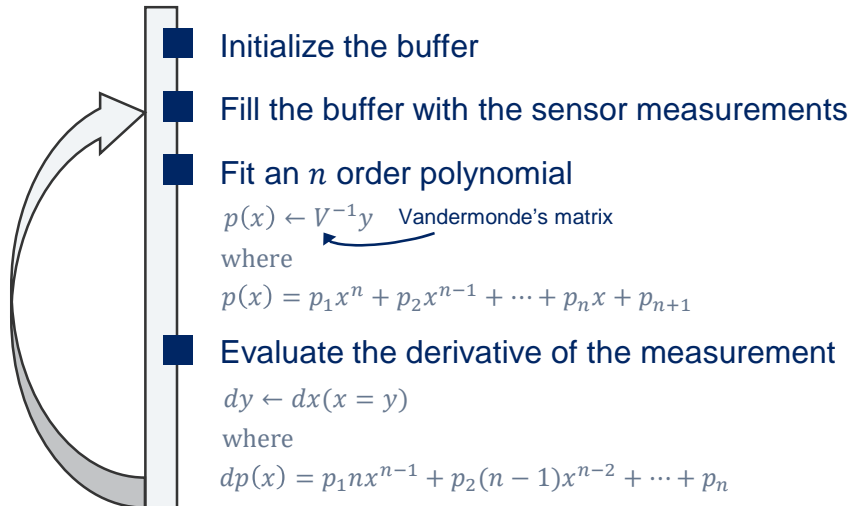 Initialize the buffer
Fill the buffer with the sensor measurements
Fit an n order polynomial
p(x) ← V⁻¹y Vandermonde's matrix
where
p(x) = p₁xⁿ + p₂xⁿ⁻¹ + ⋯ + pₙx + pₙ₊₁
Evaluate the derivative of the measurement
dy ← dx(x = y)
where
dp(x) = p₁nxⁿ⁻¹ + p₂(n − 1)xⁿ⁻² + ⋯ + pₙ